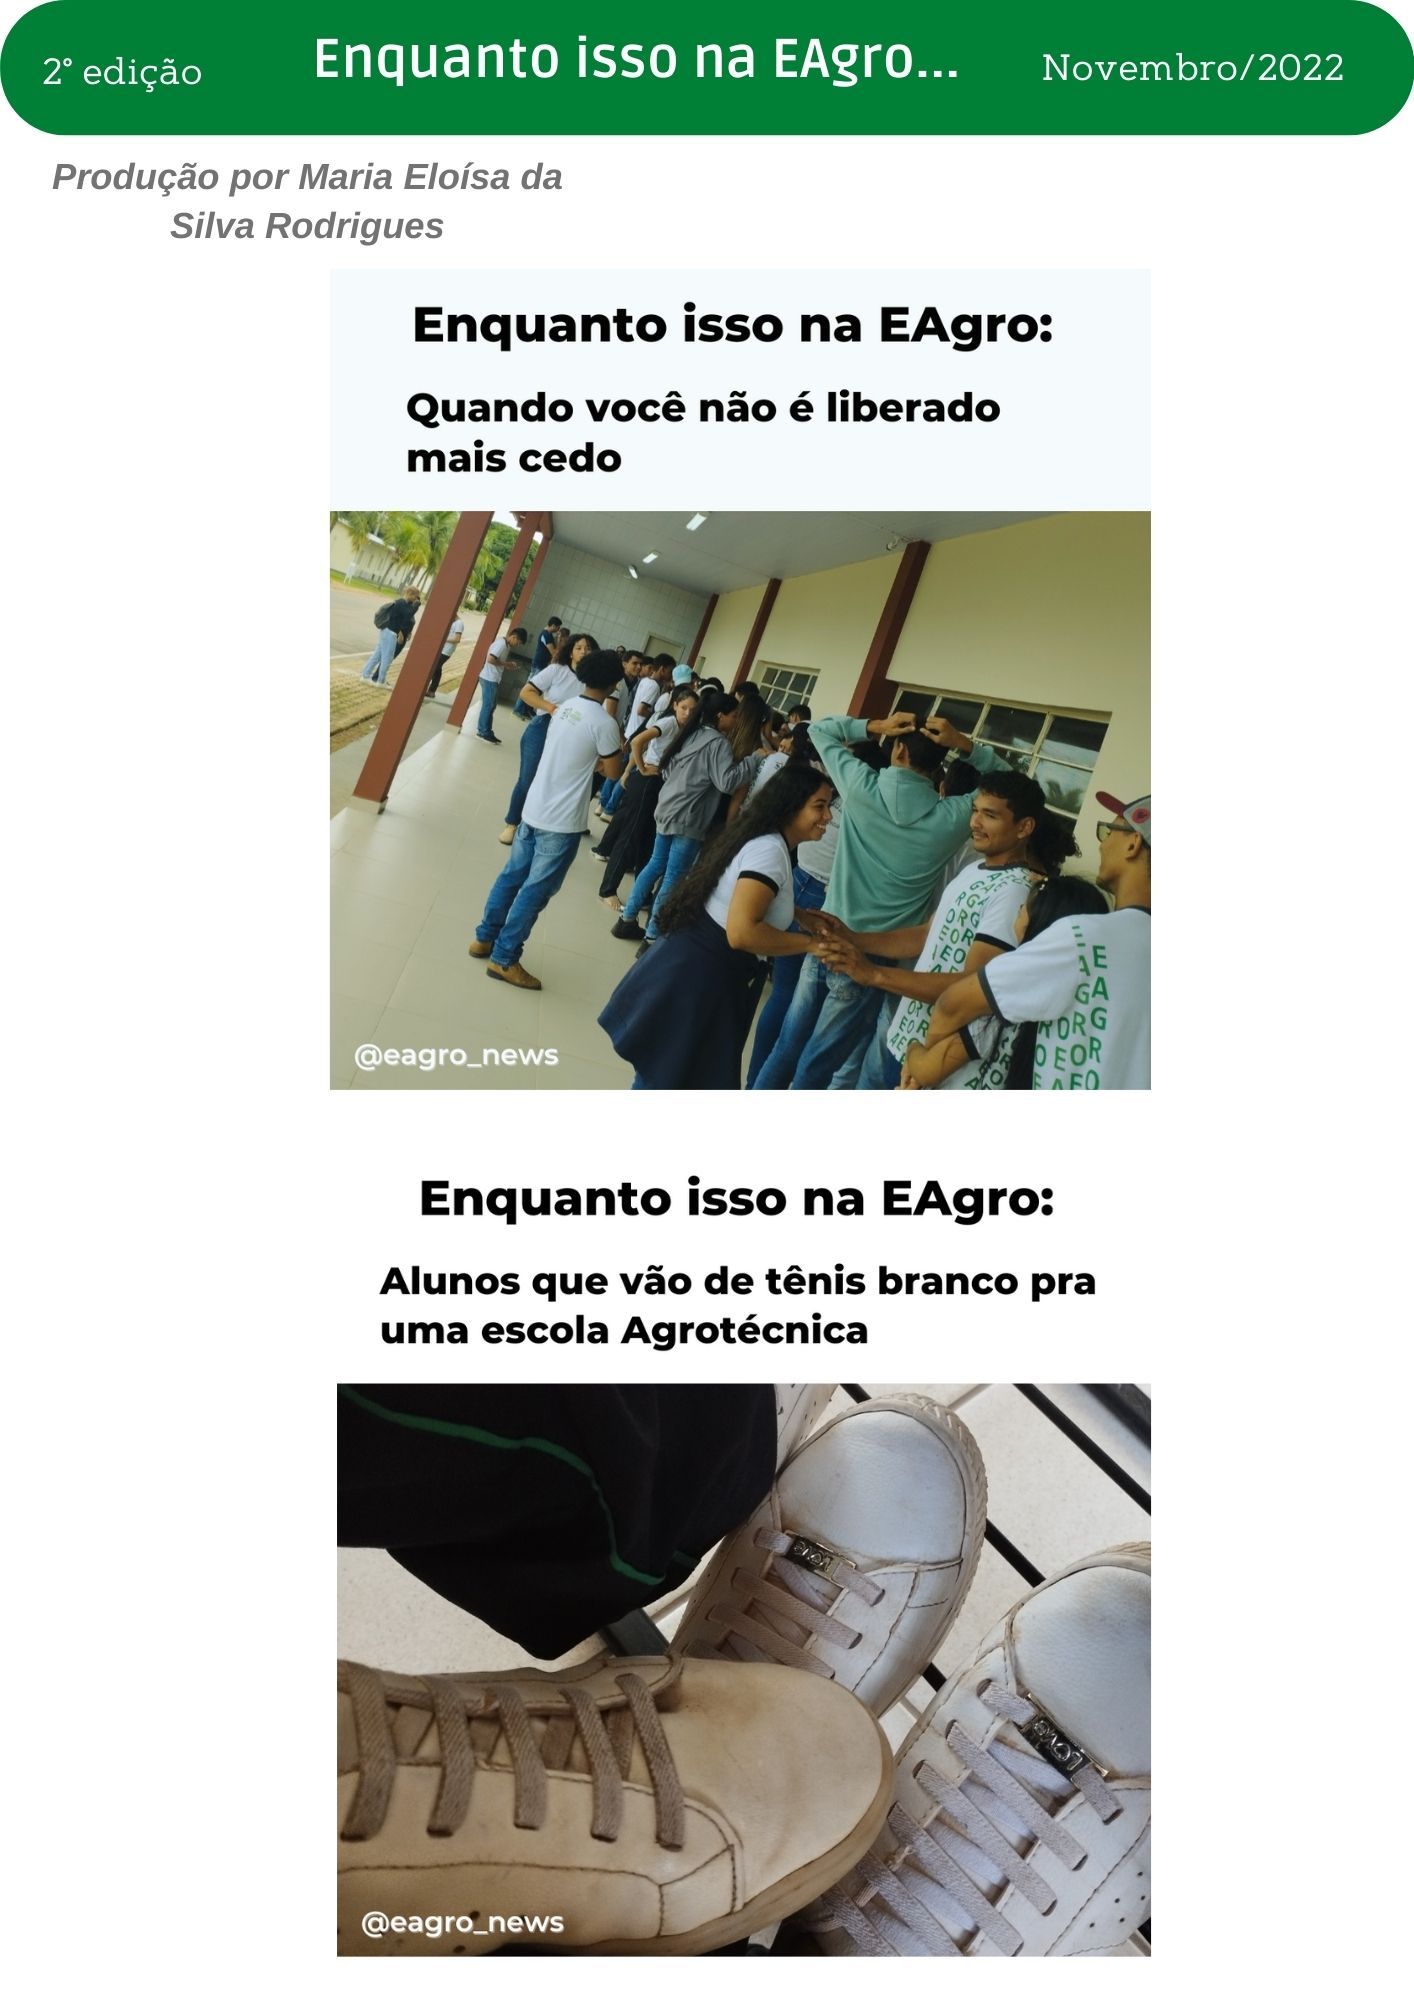 2° edição
Enquanto isso na EAgro...
Novembro/2022
Produção por Maria Eloísa da
Silva Rodrigues
Enquanto isso na EAgro:
Quando você não é liberado
mais cedo
@eagro_news
Enquanto isso na EAgro:
Alunos que vão de tênis branco pra
uma escola Agrotécnica
Love
Love
@eagro_news